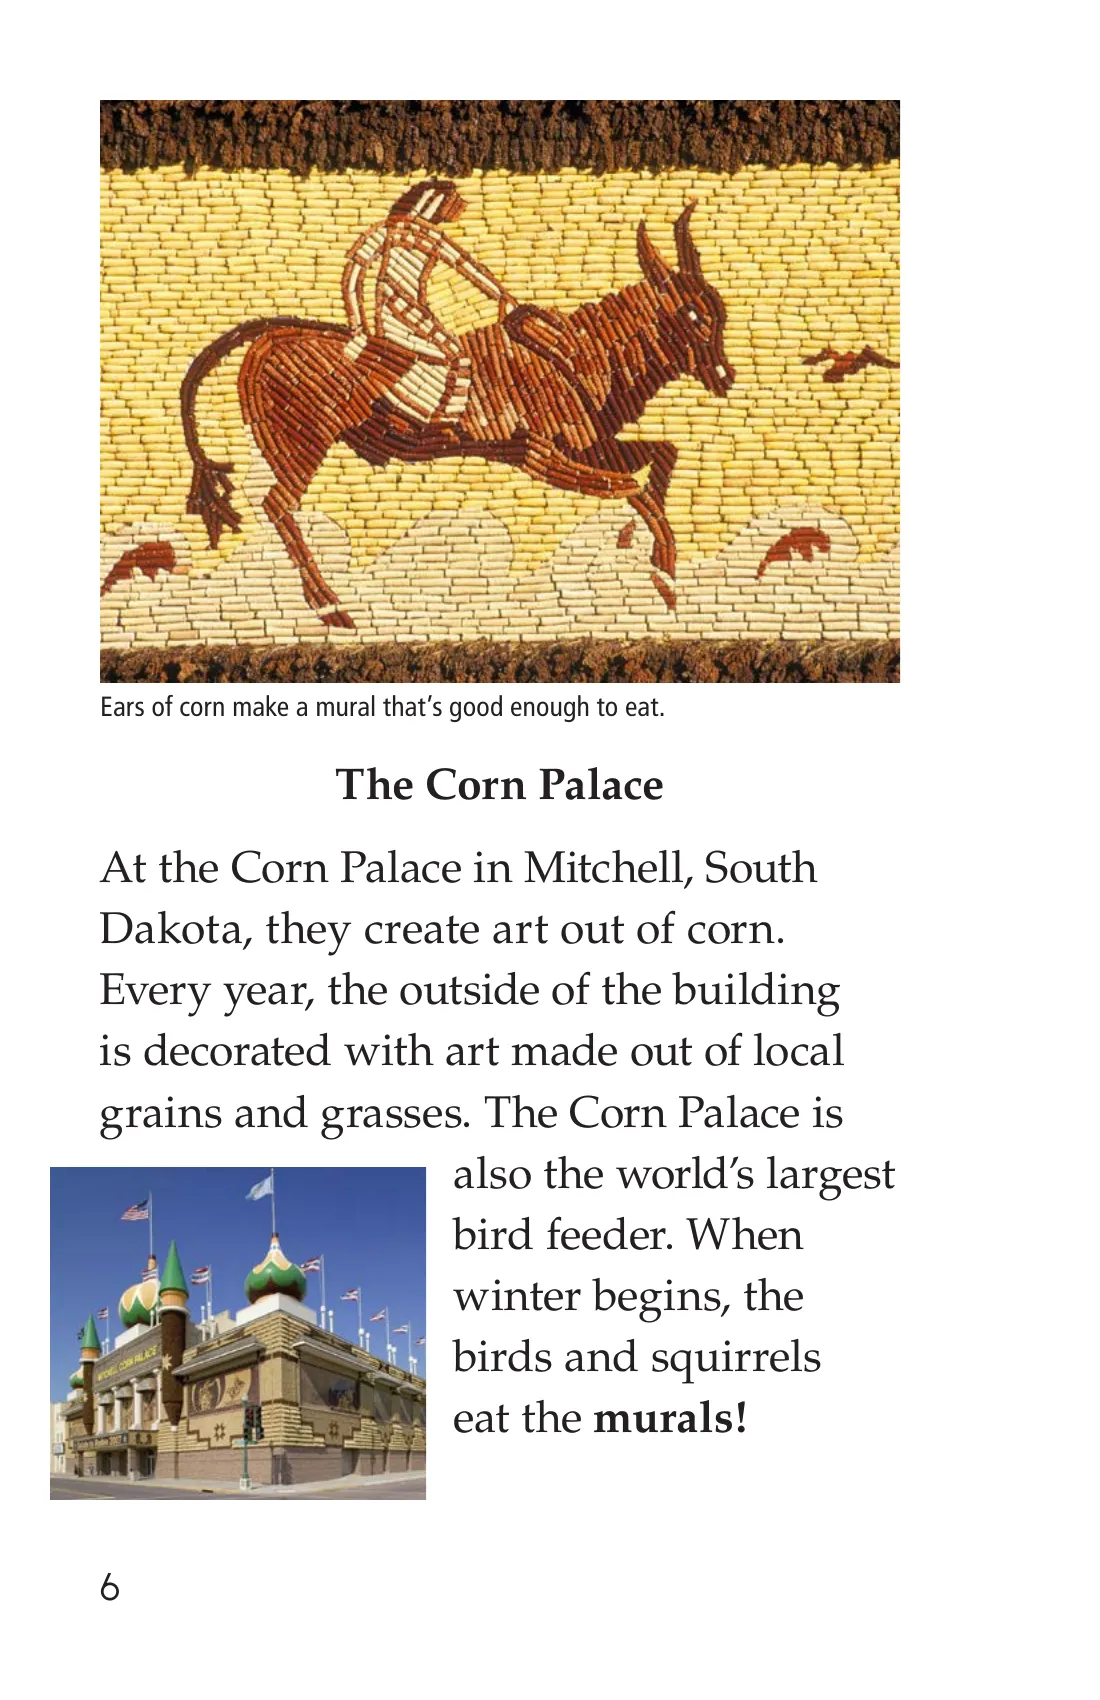 Ears of corn make a mural that’s good enough to eat.
The Corn Palace
At the Corn Palace in Mitchell, South
Dakota, they create art out of corn.
Every year, the outside of the building
is decorated with art made out of local
grains and grasses. The Corn Palace is
also the world’s largest
bird feeder. When
winter begins, the
birds and squirrels
eat the murals!
MITCHELL CORN PALACE
6